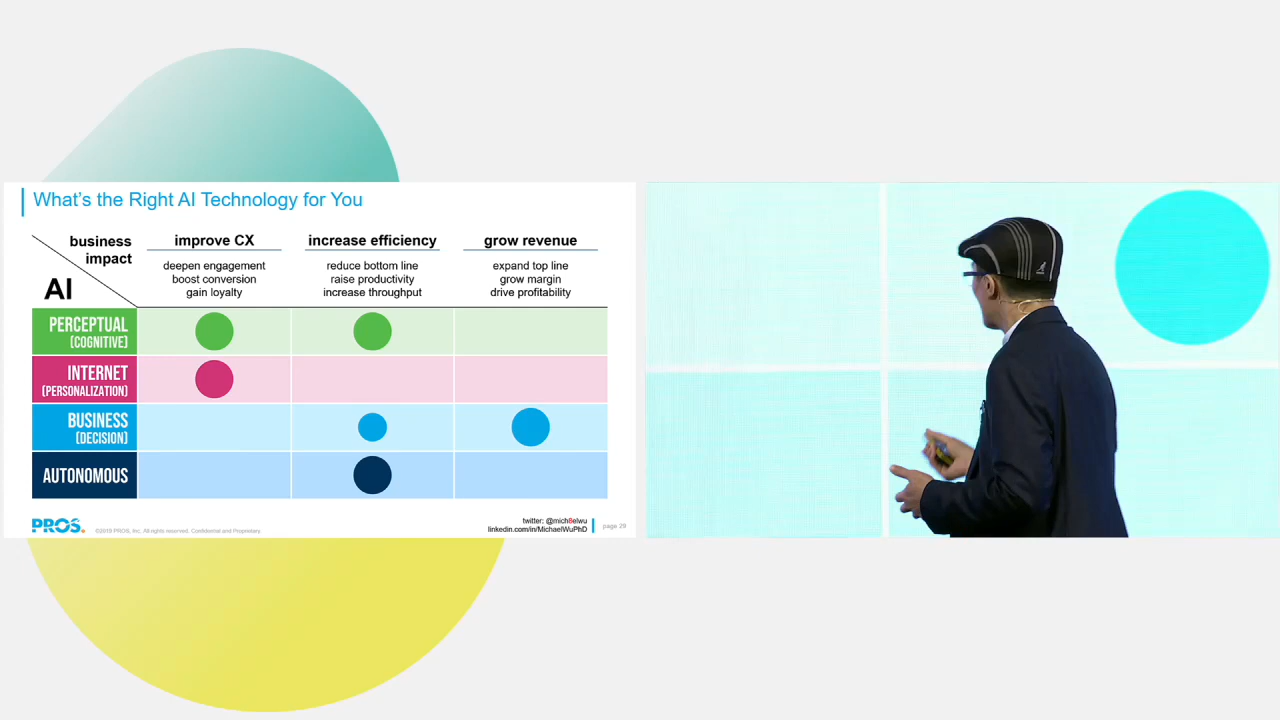 What's the Right AI Technology for You
business impact
AI
improve CX
deepen engagement
boost conversion
gain loyalty
increase efficiency
reduce bottom line
raise productivity
increase throughput
grow revenue
expand top line
grow margin
drive profitability
PERCEPTUAL
(COGNITIVE)
INTERNET
(PERSONALIZATION)
BUSINESS
(DECISION)
AUTONOMOUS
PROS.
©2019 PROS, Inc. All rights reserved. Confidential and Proprietary.
twitter: @mich8elwu
linkedin.com/in/MichaelWuPhD
page 29